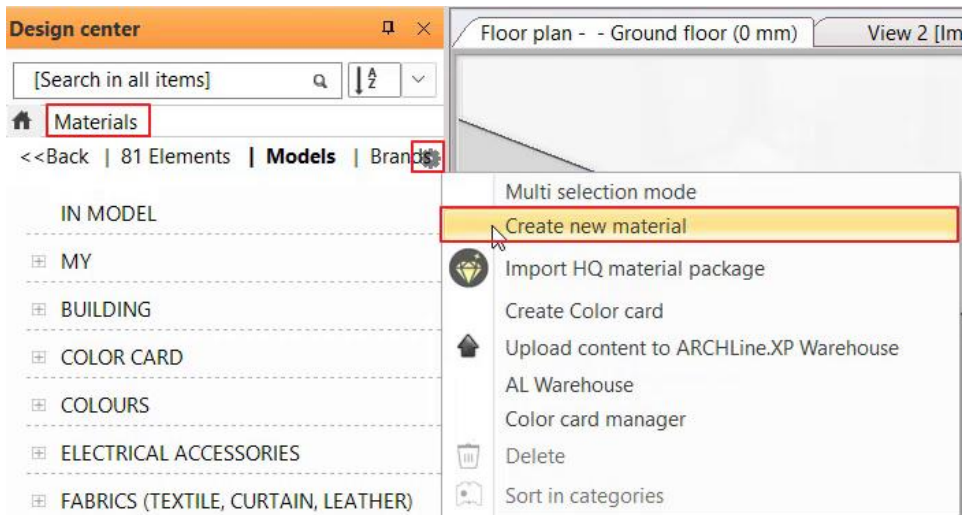 Design center
Floor plan - - Ground floor (0 mm)
View 2 [Im
[Search in all items]
A
Z
Materials
<<Back | 81 Elements | Models | Brands
Multi selection mode
IN MODEL
Create new material
MY
Import HQ material package
BUILDING
Create Color card
COLOR CARD
Upload content to ARCHLine.XP Warehouse
AL Warehouse
COLOURS
Color card manager
ELECTRICAL ACCESSORIES
Delete
FABRICS (TEXTILE, CURTAIN, LEATHER)
Sort in categories